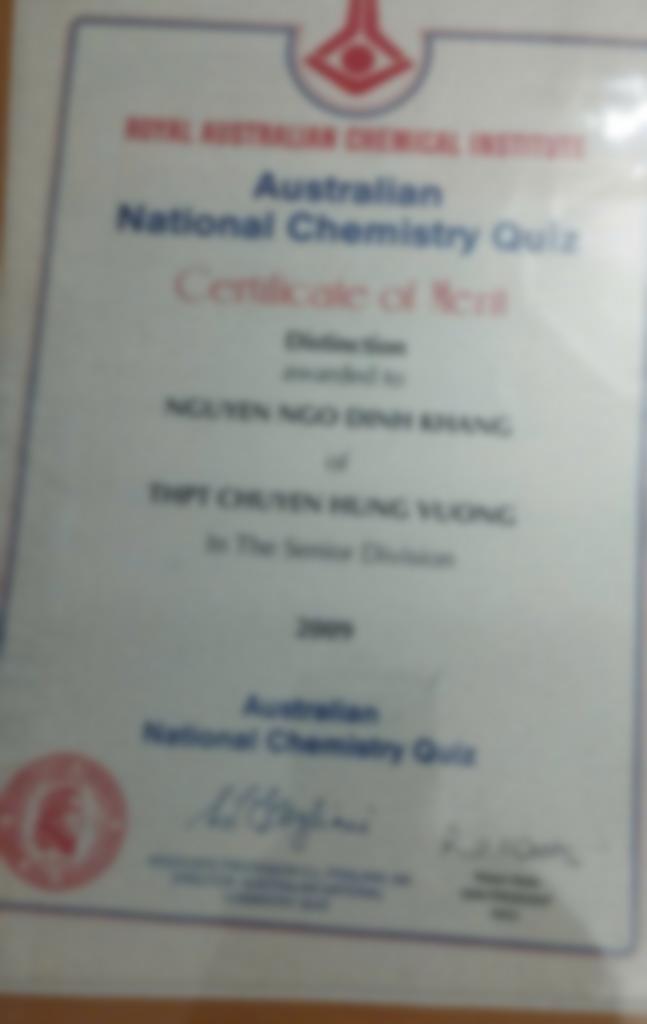 ROYAL AUSTRALIAN CHEMICAL INSTITUTE
Australian
National Chemistry Quiz
Certificate of Merit
Distinction
awarded to
NGUYEN NGO DINH KHANG
of
THPT CHUYEN HUNG VUONG
In The Senior Division
2009
Australian
National Chemistry Quiz